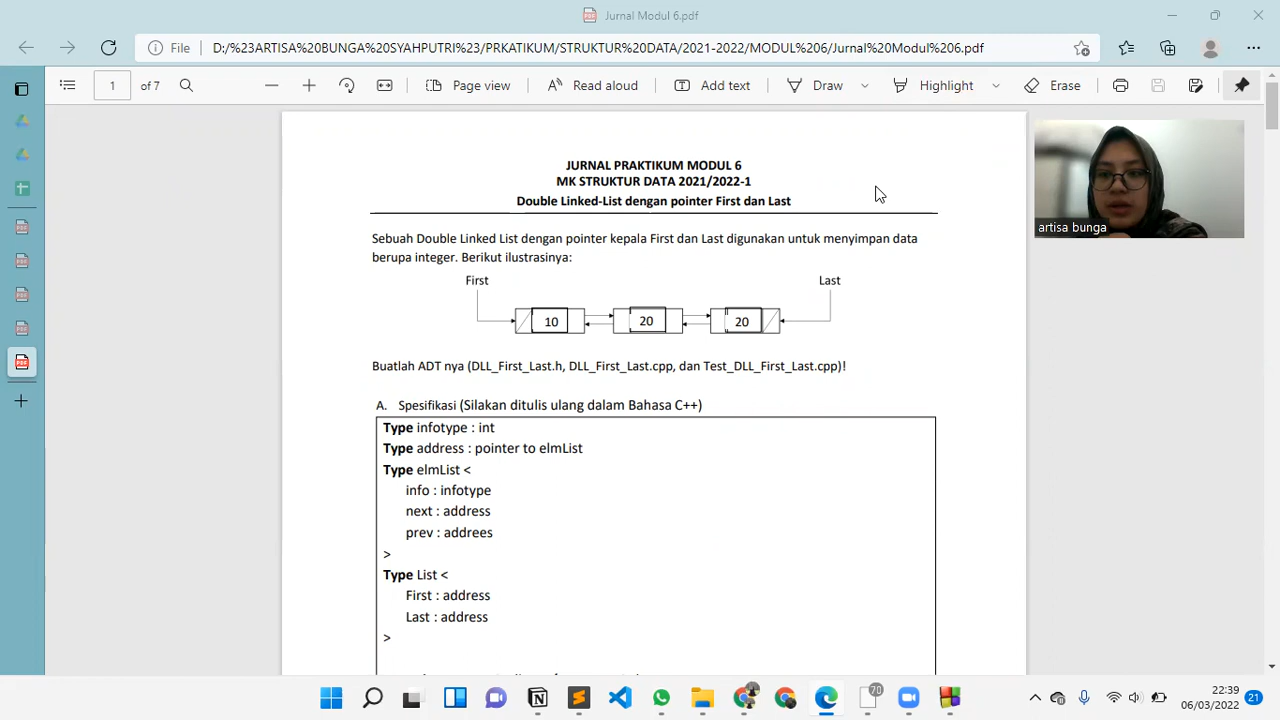 Jurnal Modul 6.pdf
File D:/%23ARTISA%20BUNGA%20SYAHPUTRI%23/PRKATIKUM/STRUKTUR%20DATA/2021-2022/MODUL%206/Jurnal%20Modul%206.pdf
1 of 7 Page view Read aloud Add text Draw Highlight Erase
JURNAL PRAKTIKUM MODUL 6
MK STRUKTUR DATA 2021/2022-1
Double Linked-List dengan pointer First dan Last
artisa bunga
Sebuah Double Linked List dengan pointer kepala First dan Last digunakan untuk menyimpan data
berupa integer. Berikut ilustrasinya:
First Last
10 20 20
Buatlah ADT nya (DLL_First_Last.h, DLL_First_Last.cpp, dan Test_DLL_First_Last.cpp)!
A. Spesifikasi (Silakan ditulis ulang dalam Bahasa C++)
Type infotype : int
Type address : pointer to elmList
Type elmList <
info : infotype
next : address
prev : addrees
>
Type List <
First : address
Last : address
>
70
22:39
06/03/2022
21